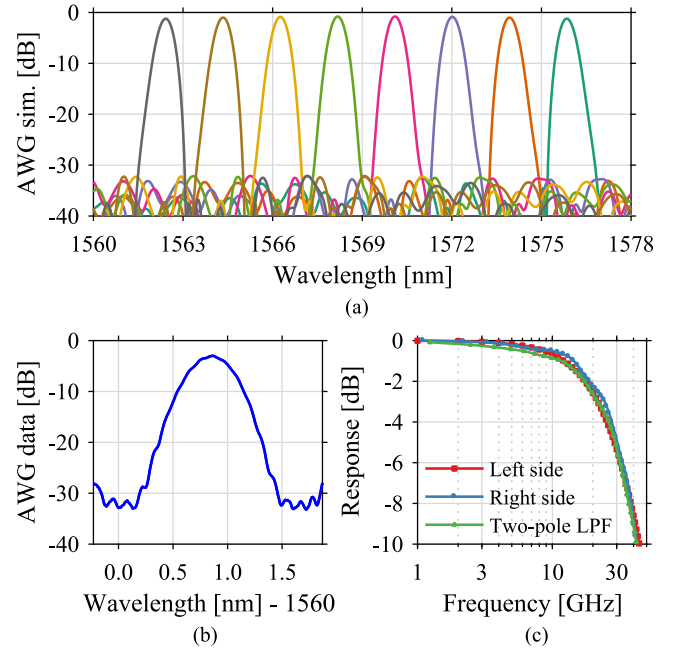 AWG sim. [dB]
0
-10
-20
-30
-40
1560
1563
1566
1569
1572
1575
1578
Wavelength [nm]
(a)
AWG data [dB]
0
-10
-20
-30
-40
0.0
0.5
1.0
1.5
Wavelength [nm] - 1560
(b)
Response [dB]
0
-2
-4
-6
-8
-10
Left side
Right side
Two-pole LPF
1
3
10
30
Frequency [GHz]
(c)